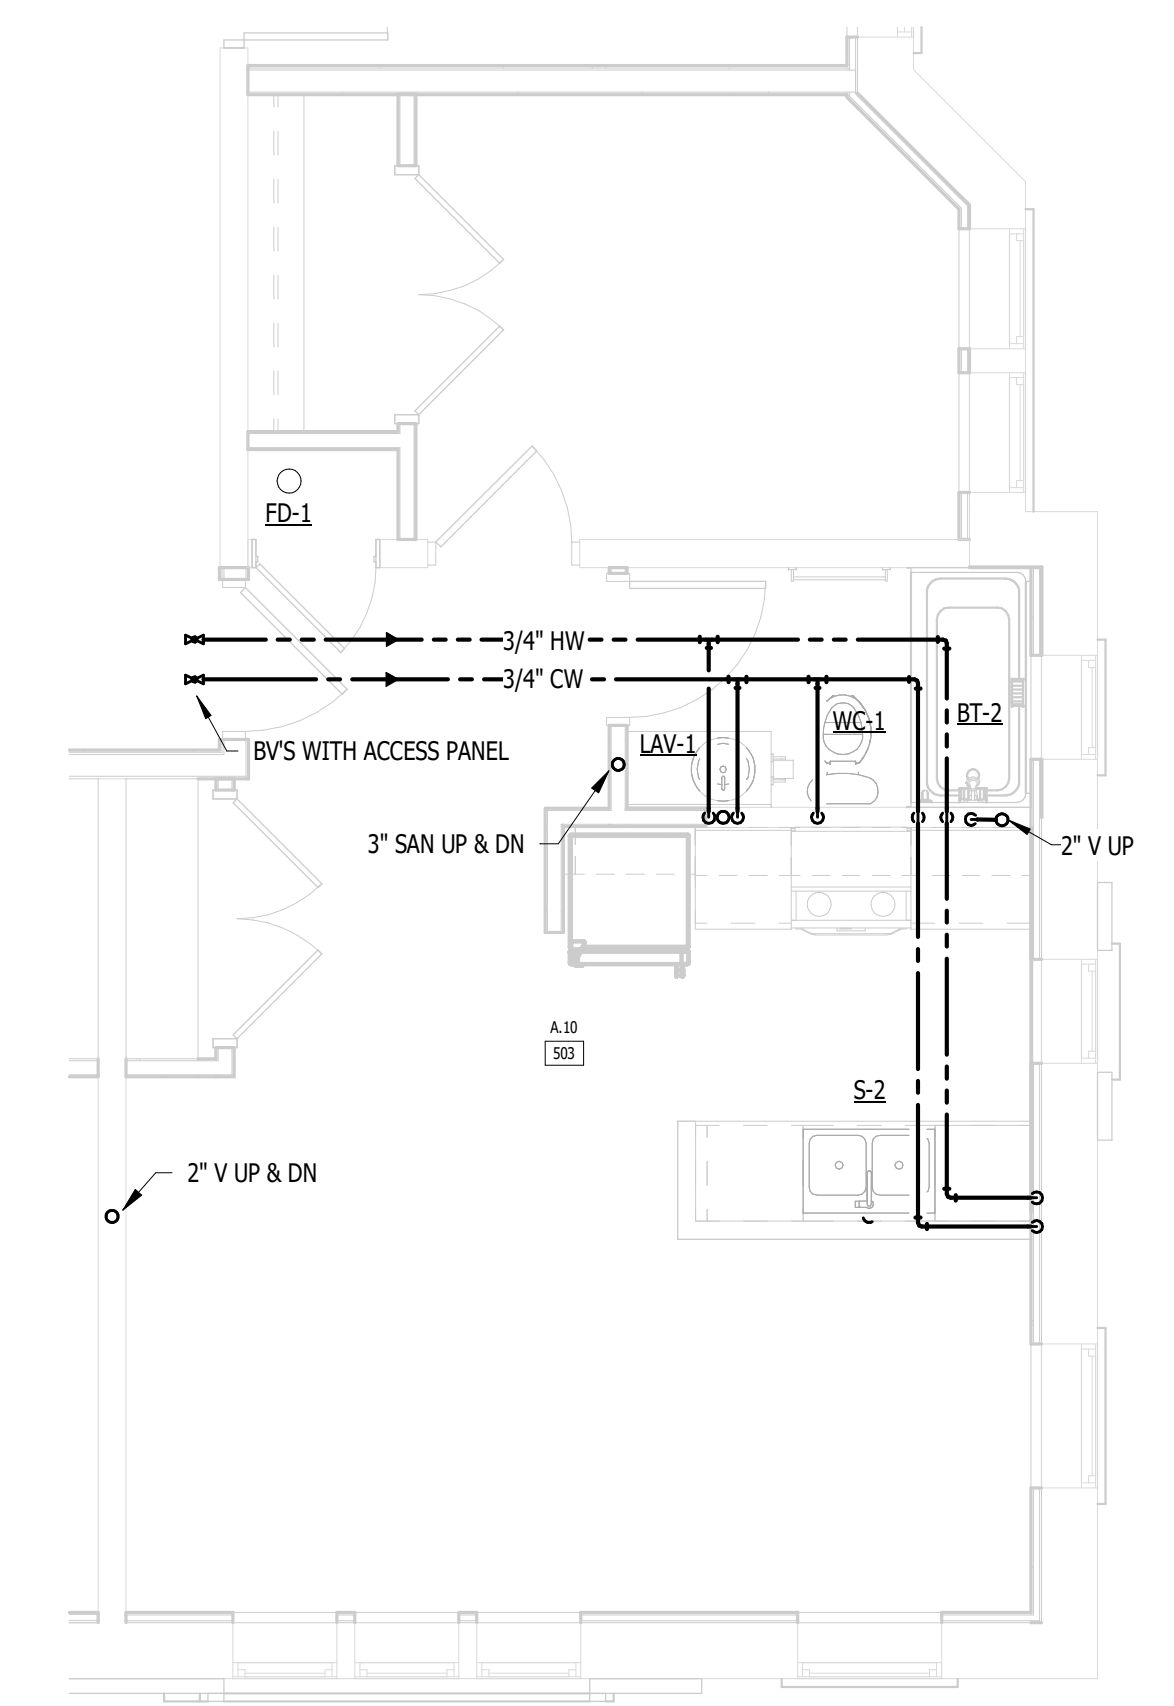 FD-1
3/4" HW
3/4" CW
BV'S WITH ACCESS PANEL
LAV-1
WC-1
BT-2
3" SAN UP & DN
2" V UP
A.10
503
S-2
2" V UP & DN